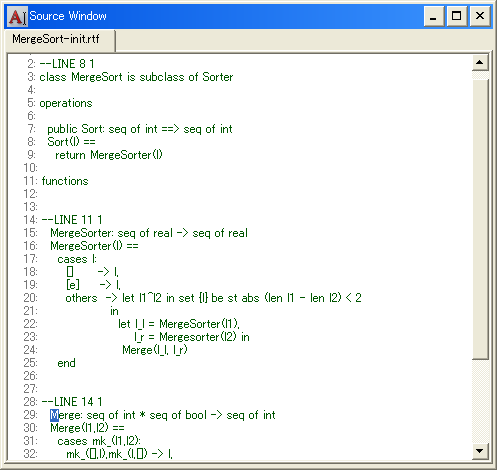 Source Window
MergeSort-init.rtf
2: --LINE 8 1
3: class MergeSort is subclass of Sorter
4:
5: operations
6:
7: public Sort: seq of int ==> seq of int
8: Sort(l) ==
9: return MergeSorter(l)
10:
11: functions
12:
13:
14: --LINE 11 1
15: MergeSorter: seq of real -> seq of real
16: MergeSorter(l) ==
17: cases l:
18: [] -> l,
19: [e] -> l,
20: others -> let l1^l2 in set {l} be st abs (len l1 - len l2) < 2
21: in
22: let l_l = MergeSorter(l1),
23: l_r = Mergesorter(l2) in
24: Merge(l_l, l_r)
25: end
26:
27:
28: --LINE 14 1
29: Merge: seq of int * seq of bool -> seq of int
30: Merge(l1,l2) ==
31: cases mk_(l1,l2):
32: mk_([],l),mk_(l,[]) -> l,